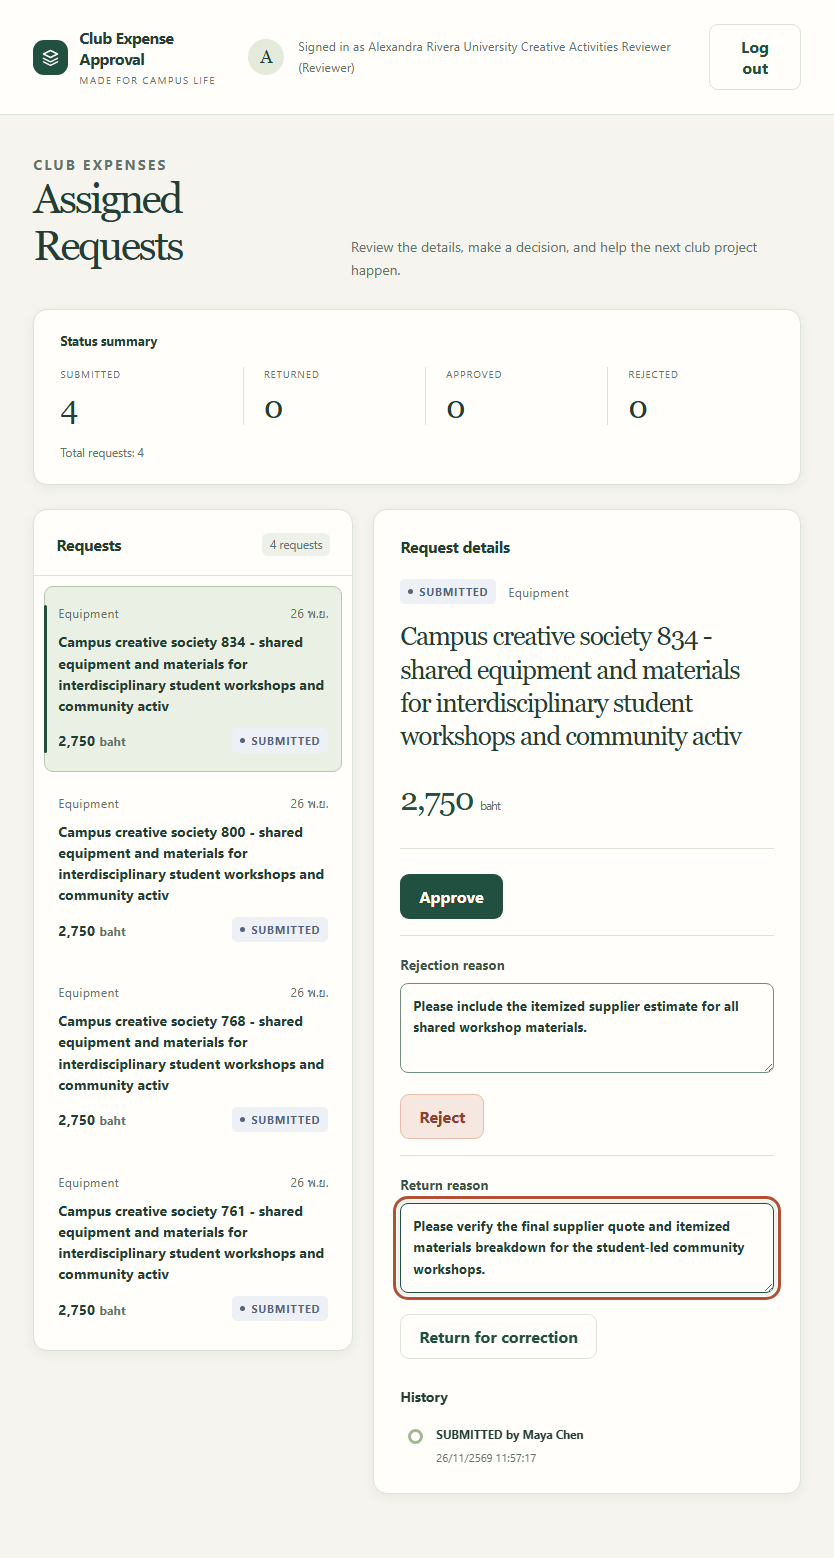 Club Expense
Approval
MADE FOR CAMPUS LIFE
A
Signed in as Alexandra Rivera University Creative Activities Reviewer
(Reviewer)
Log
out
CLUB EXPENSES
Assigned
Requests
Review the details, make a decision, and help the next club project
happen.
Status summary
SUBMITTED
4
RETURNED
0
APPROVED
0
REJECTED
0
Total requests: 4
Requests
4 requests
Equipment
26 พ.ย.
Campus creative society 834 - shared
equipment and materials for
interdisciplinary student workshops and
community activ
2,750 baht
SUBMITTED
Equipment
26 พ.ย.
Campus creative society 800 - shared
equipment and materials for
interdisciplinary student workshops and
community activ
2,750 baht
SUBMITTED
Equipment
26 พ.ย.
Campus creative society 768 - shared
equipment and materials for
interdisciplinary student workshops and
community activ
2,750 baht
SUBMITTED
Equipment
26 พ.ย.
Campus creative society 761 - shared
equipment and materials for
interdisciplinary student workshops and
community activ
2,750 baht
SUBMITTED
Request details
SUBMITTED
Equipment
Campus creative society 834 -
shared equipment and materials
for interdisciplinary student
workshops and community activ
2,750 baht
Approve
Rejection reason
Please include the itemized supplier estimate for all
shared workshop materials.
Reject
Return reason
Please verify the final supplier quote and itemized
materials breakdown for the student-led community
workshops.
Return for correction
History
SUBMITTED by Maya Chen
26/11/2569 11:57:17